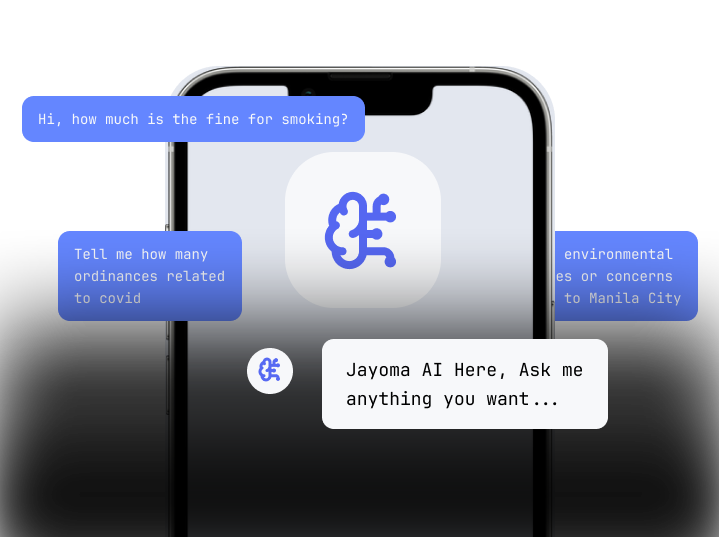 Hi, how much is the fine for smoking?
Tell me how many
ordinances related
to covid
environmental
es or concerns
to Manila City
Jayoma AI Here, Ask me
anything you want...